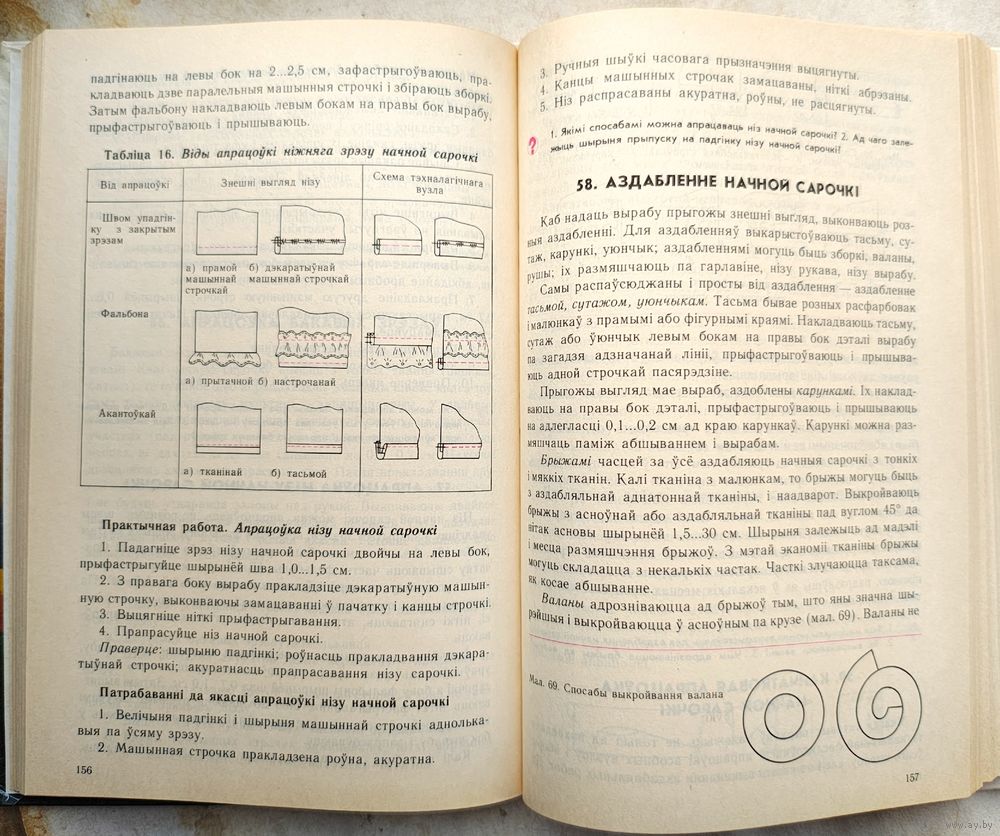 падгінаюць на левы бок на 2...2,5 см, зафастрыгоўваюць, пра-
кладваюць дзве паралельныя машынныя строчкі і збіраюць зборкі.
Затым фальбону накладваюць левым бокам на правы бок вырабу,
прыфастрыгоўваюць і прышываюць.
Табліца 16. Віды апрацоўкі ніжняга зрэзу начной сарочкі
Від апрацоўкі
Знешні выгляд нізу
Схема тэхналагічнага
вузла
Швом упадгін-
ку з закрытым
зрэзам
а) прамой б) дэкаратыўнай
машыннай машыннай строчкай
строчкай
Фальбона
а) прытачной б) настрочанай
Акантоўкай
а) тканінай б) тасьмой
Практычная работа. Апрацоўка нізу начной сарочкі
1. Падагніце зрэз нізу начной сарочкі двойчы на левы бок,
прыфастрыгуйце шырынёй шва 1,0...1,5 см.
2. З правага боку вырабу пракладзіце дэкаратыўную машын-
ную строчку, выконваючы замацаванні ў пачатку і канцы строчкі.
3. Выцягніце ніткі прыфастрыгавання.
4. Прапрасуйце ніз начной сарочкі.
Праверце: шырыню падгінкі; роўнасць пракладвання дэкара-
тыўнай строчкі; акуратнасць прапрасавання нізу сарочкі.
Патрабаванні да якасці апрацоўкі нізу начной сарочкі
1. Велічыня падгінкі і шырыня машыннай строчкі аднолька-
выя па ўсяму зрэзу.
2. Машынная строчка пракладзена роўна, акуратна.
156
3. Ручныя шыўкі часовага прызначэння выцягнуты.
4. Канцы машынных строчак замацаваны, ніткі абрэзаны.
5. Ніз распрасаваны акуратна, роўны, не расцягнуты.
? 1. Якімі спосабамі можна апрацаваць ніз начной сарочкі? 2. Ад чаго зале-
жыць шырыня прыпуску на падгінку нізу начной сарочкі?
58. АЗДАБЛЕННЕ НАЧНОЙ САРОЧКІ
Каб надаць вырабу прыгожы знешні выгляд, выконваюць роз-
ныя аздабленні. Для аздабленняў выкарыстоўваюць тасьму, су-
таж, карункі, уюнчык; аздабленнямі могуць быць зборкі, валаны,
рушы; іх размяшчаюць па гарлавіне, нізу рукава, нізу вырабу.
Самы распаўсюджаны і просты від аздаблення — аздабленне
тасьмой, сутажом, уюнчыкам. Тасьма бывае розных расфарбовак
і малюнкаў з прамымі або фігурнымі краямі. Накладваюць тасьму,
сутаж або ўюнчык левым бокам на правы бок дэталі вырабу
па загадзя адзначанай лініі, прыфастрыгоўваюць і прышыва-
юць адной строчкай пасярэдзіне.
Прыгожы выгляд мае выраб, аздоблены карункамі. Іх наклад-
ваюць на правы бок дэталі, прыфастрыгоўваюць і прышываюць
на адлегласці 0,1...0,2 см ад краю карункаў. Карункі можна раз-
мяшчаць паміж абшываннем і вырабам.
Брыжамі часцей за ўсё аздабляюць начныя сарочкі з тонкіх
і мяккіх тканін. Калі тканіна з малюнкам, то брыжы могуць быць
з аздабляльнай аднатоннай тканіны, і наадварот. Выкройваюць
брыжы з асноўнай або аздабляльнай тканіны пад вуглом 45° да
нітак асновы шырынёй 1,5...30 см. Шырыня залежыць ад мадэлі
і месца размяшчэння брыжоў. З мэтай эканоміі тканіны брыжы
могуць складацца з некалькіх частак. Часткі злучаюцца таксама,
як косае абшыванне.
Валаны адрозніваюцца ад брыжоў тым, што яны значна шы-
рэйшыя і выкройваюцца ў асноўным па крузе (мал. 69). Валаны не
Мал. 69. Спосабы выкройвання валана
157
www.ay.by